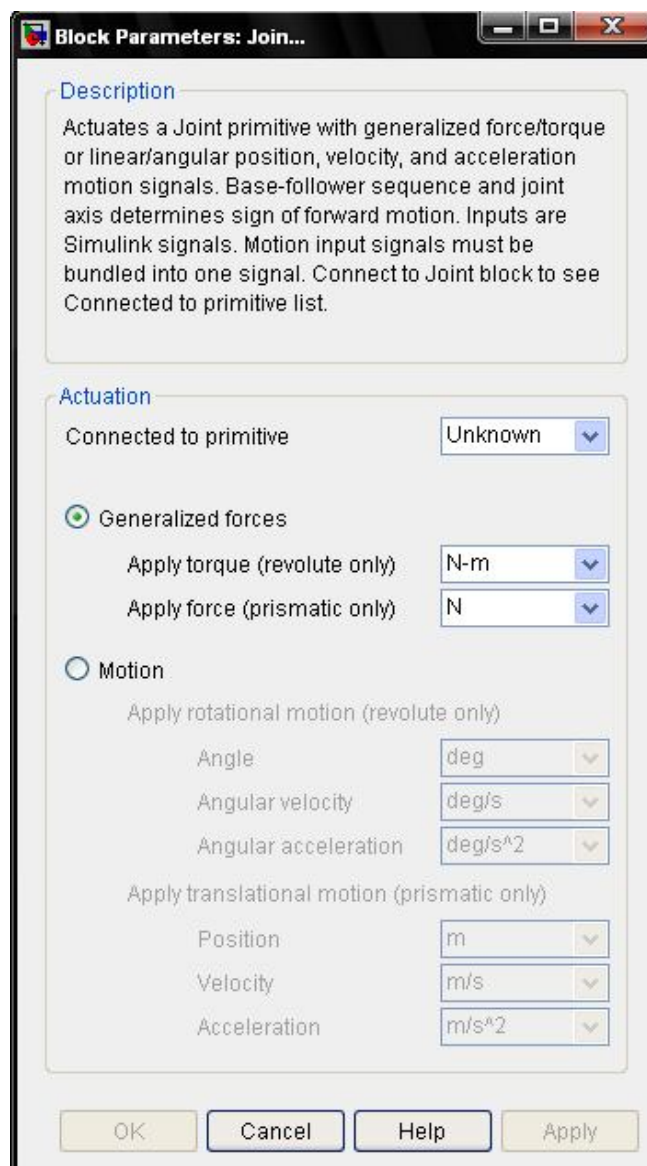 Block Parameters: Join...
Description
Actuates a Joint primitive with generalized force/torque
or linear/angular position, velocity, and acceleration
motion signals. Base-follower sequence and joint
axis determines sign of forward motion. Inputs are
Simulink signals. Motion input signals must be
bundled into one signal. Connect to Joint block to see
Connected to primitive list.
Actuation
Connected to primitive Unknown
Generalized forces
Apply torque (revolute only) N-m
Apply force (prismatic only) N
Motion
Apply rotational motion (revolute only)
Angle deg
Angular velocity deg/s
Angular acceleration deg/s^2
Apply translational motion (prismatic only)
Position m
Velocity m/s
Acceleration m/s^2
OK Cancel Help Apply